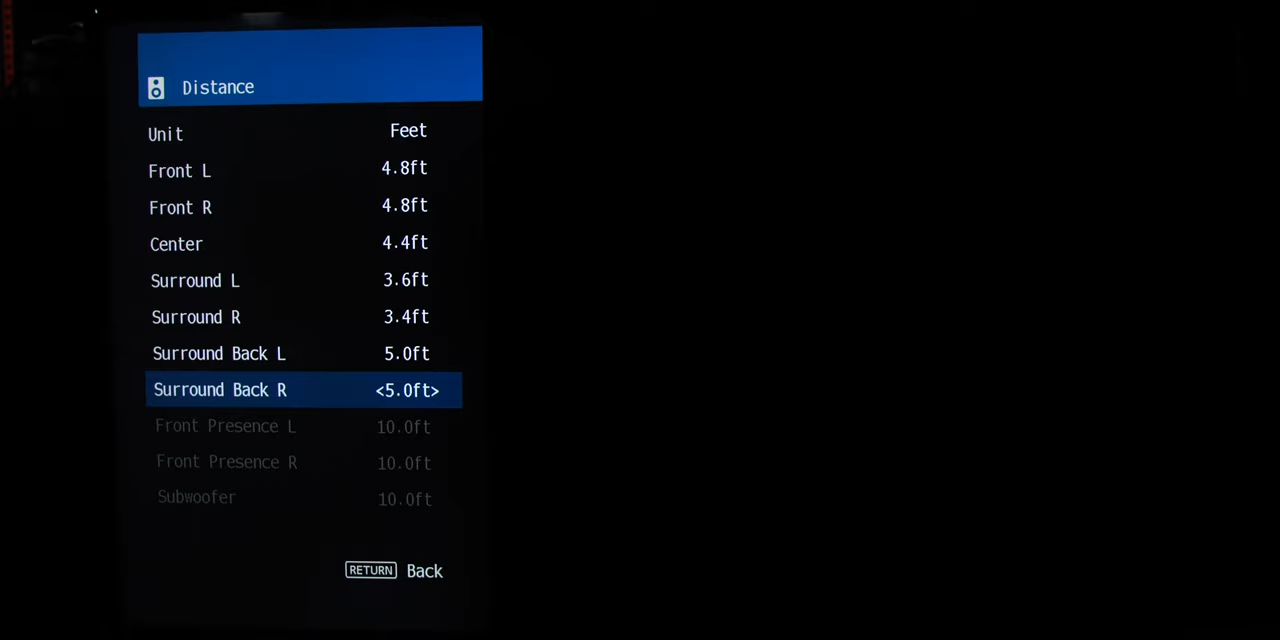 Distance
Unit Feet
Front L 4.8ft
Front R 4.8ft
Center 4.4ft
Surround L 3.6ft
Surround R 3.4ft
Surround Back L 5.0ft
Surround Back R <5.0ft>
Front Presence L 10.0ft
Front Presence R 10.0ft
Subwoofer 10.0ft
RETURN Back